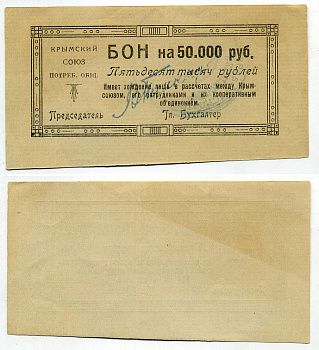 КРЫМСКИЙ
СОЮЗ
ПОТРЕБ. ОБЩ.
БОН на 50.000 руб.
Пятьдесят тысяч рублей
Имеет хождение лишь в рассчетах между Крым-
союзом, его сотрудниками и их кооперативным
объединением.
Председатель
Гл. Бухгалтер